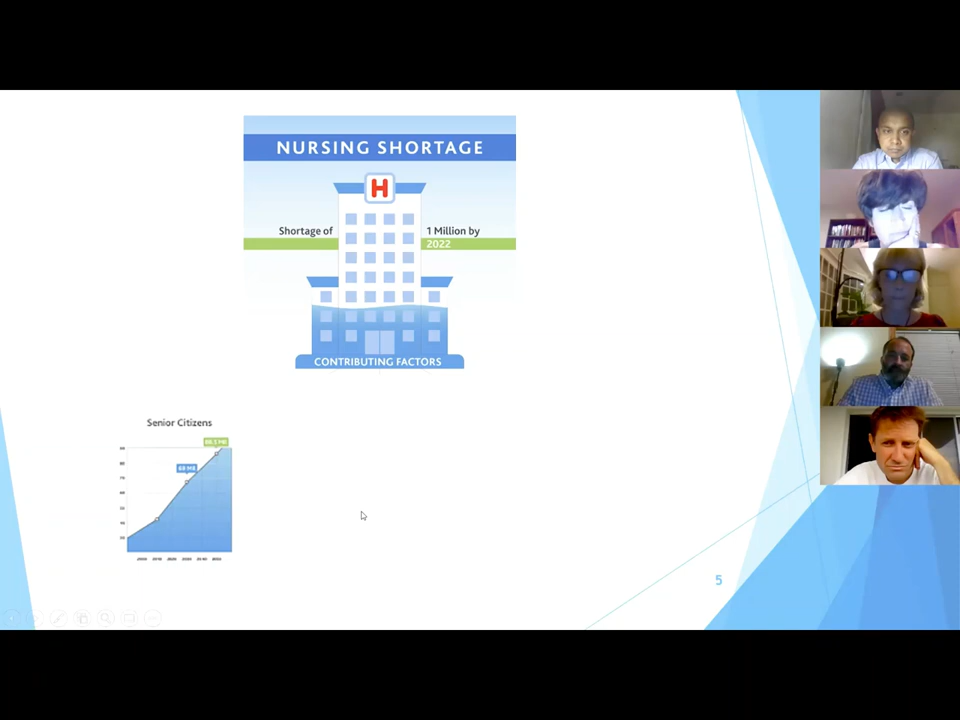 NURSING SHORTAGE
H
Shortage of
1 Million by
2022
CONTRIBUTING FACTORS
Senior Citizens
5